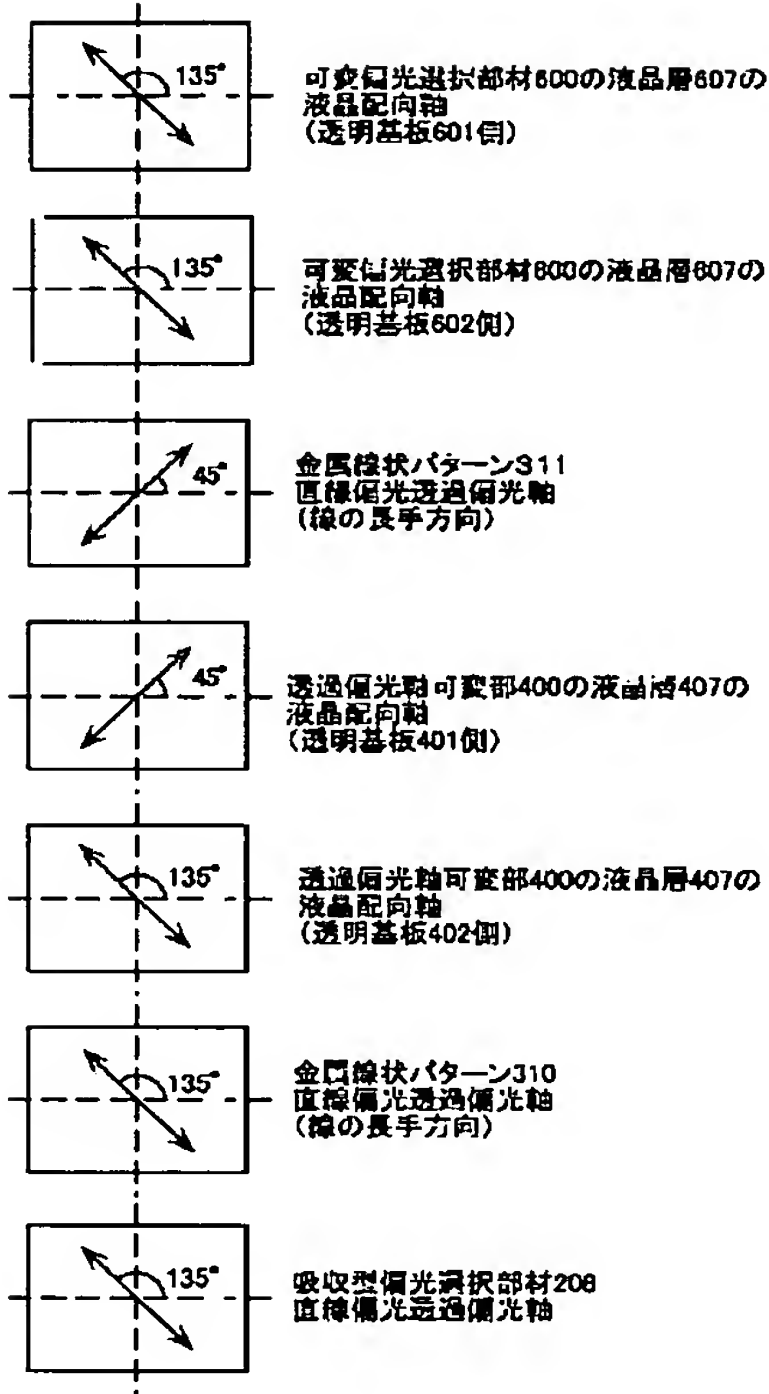 135°
可変偏光選択部材600の液晶層607の
液晶配向軸
(透明基板601側)
135°
可変偏光選択部材600の液晶層607の
液晶配向軸
(透明基板602側)
45°
金属線状パターン311
直線偏光透過偏光軸
(線の長手方向)
45°
透過偏光軸可変部400の液晶層407の
液晶配向軸
(透明基板401側)
135°
透過偏光軸可変部400の液晶層407の
液晶配向軸
(透明基板402側)
135°
金属線状パターン310
直線偏光透過偏光軸
(線の長手方向)
135°
吸収型偏光選択部材208
直線偏光透過偏光軸